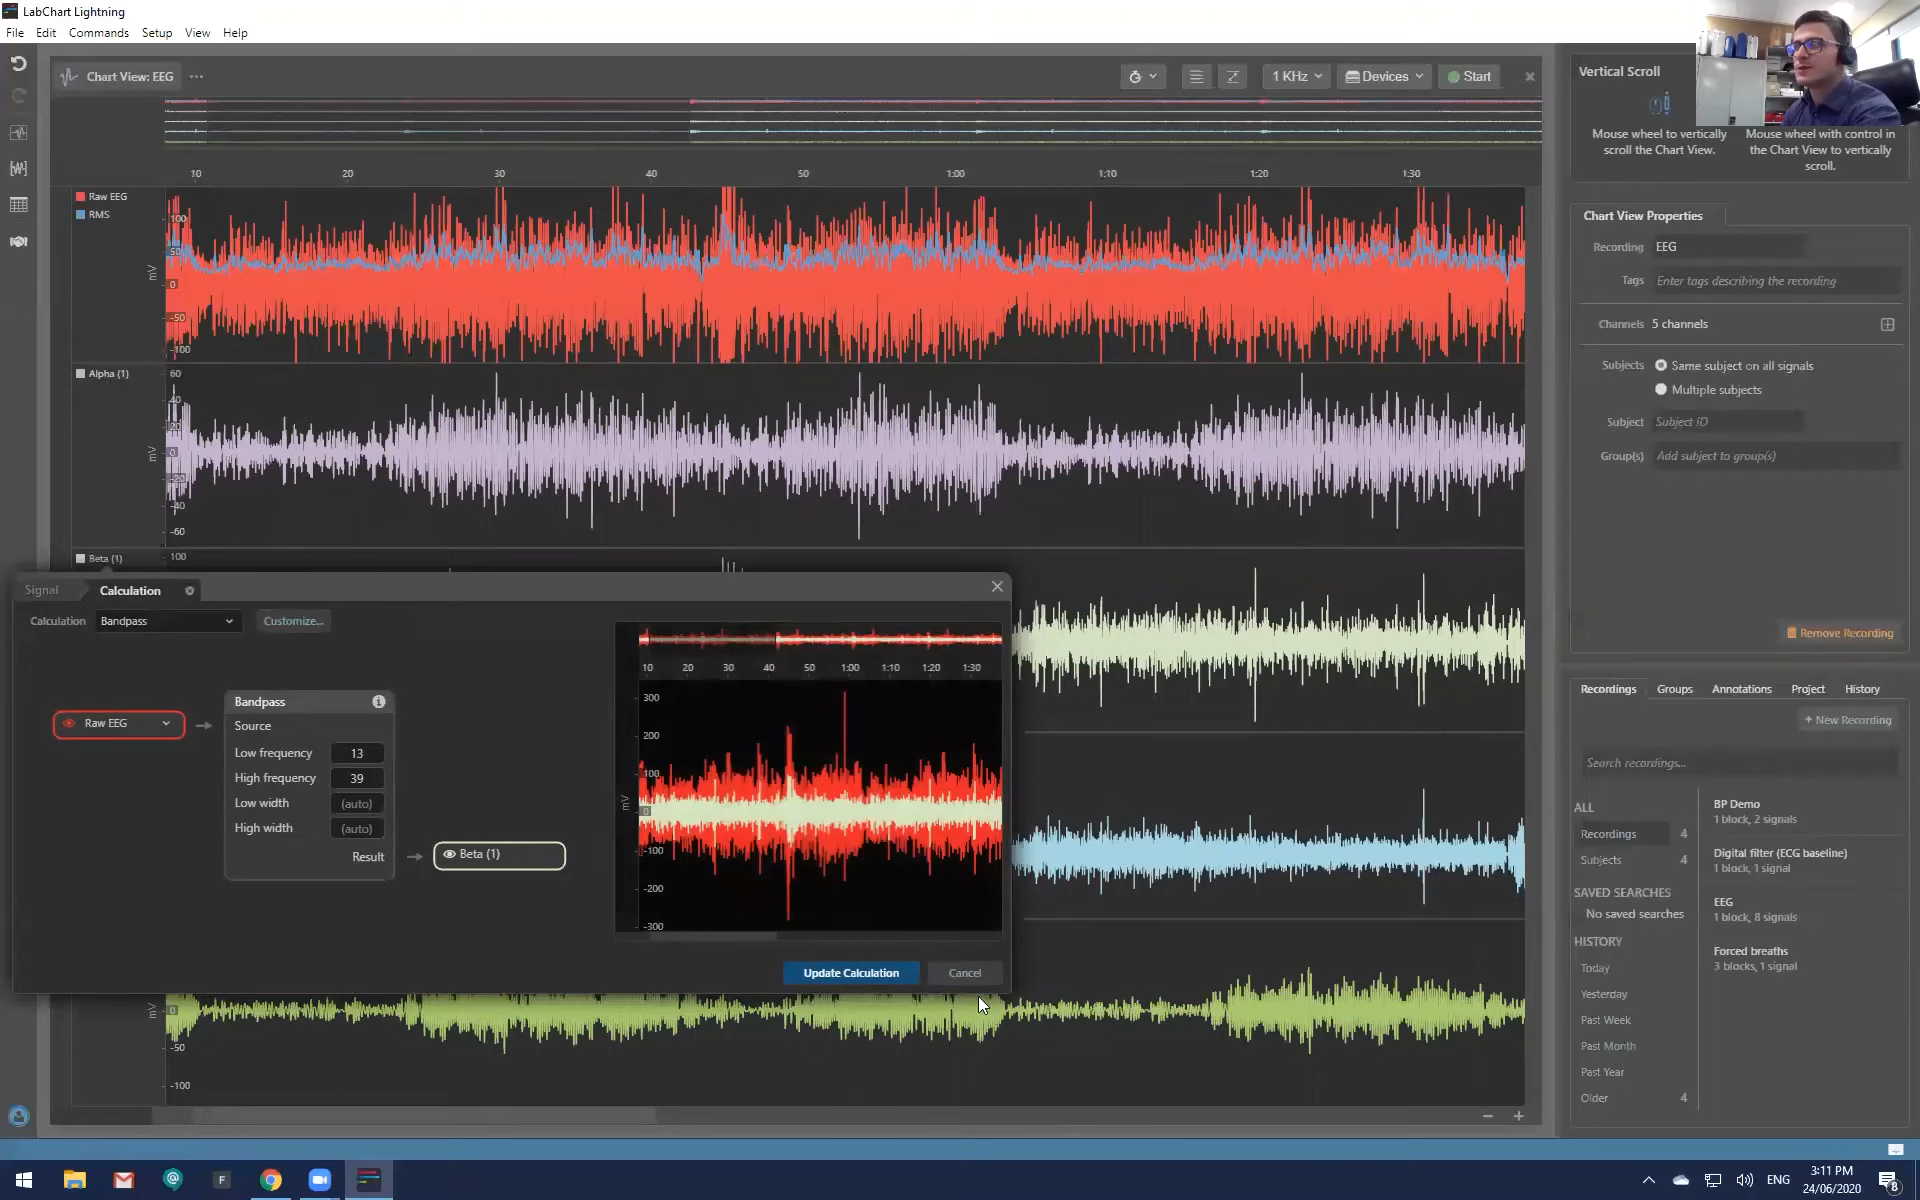 LabChart Lightning
File Edit Commands Setup View Help
Chart View: EEG ...
1 KHz Devices Start
10 20 30 40 50 1:00 1:10 1:20 1:30
Raw EEG
RMS
mV
100
50
0
-50
-100
Alpha (1)
mV
60
40
20
0
-20
-40
-60
Beta (1)
100
Signal Calculation
Calculation Bandpass Customize...
Raw EEG
Bandpass
Source
Low frequency 13
High frequency 39
Low width (auto)
High width (auto)
Result
Beta (1)
10 20 30 40 50 1:00 1:10 1:20 1:30
mV
300
200
100
0
-100
-200
-300
Update Calculation Cancel
mV
0
-50
-100
Vertical Scroll
Mouse wheel to vertically
scroll the Chart View.
Mouse wheel with control in
the Chart View to vertically
scroll.
Chart View Properties
Recording EEG
Tags Enter tags describing the recording
Channels 5 channels
Subjects Same subject on all signals
Multiple subjects
Subject Subject ID
Group(s) Add subject to group(s)
Remove Recording
Recordings Groups Annotations Project History
+ New Recording
Search recordings...
ALL
Recordings 4
Subjects 4
SAVED SEARCHES
No saved searches
HISTORY
Today
Yesterday
Past Week
Past Month
Past Year
Older 4
BP Demo
1 block, 2 signals
Digital filter (ECG baseline)
1 block, 1 signal
EEG
1 block, 8 signals
Forced breaths
3 blocks, 1 signal
F
ENG
3:11 PM
24/06/2020
8